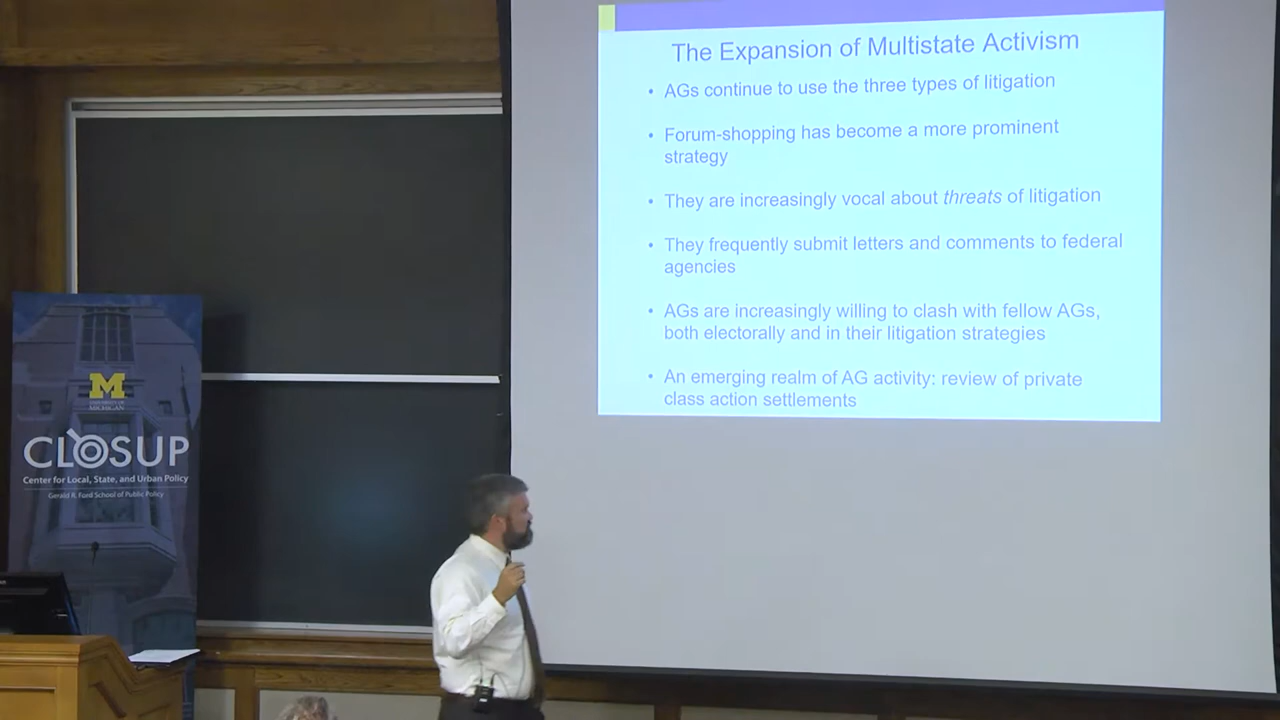 The Expansion of Multistate Activism
• AGs continue to use the three types of litigation
• Forum-shopping has become a more prominent
strategy
• They are increasingly vocal about threats of litigation
• They frequently submit letters and comments to federal
agencies
• AGs are increasingly willing to clash with fellow AGs,
both electorally and in their litigation strategies
• An emerging realm of AG activity: review of private
class action settlements
M
UNIVERSITY OF
MICHIGAN
CLOSUP
Center for Local, State, and Urban Policy
Gerald R. Ford School of Public Policy